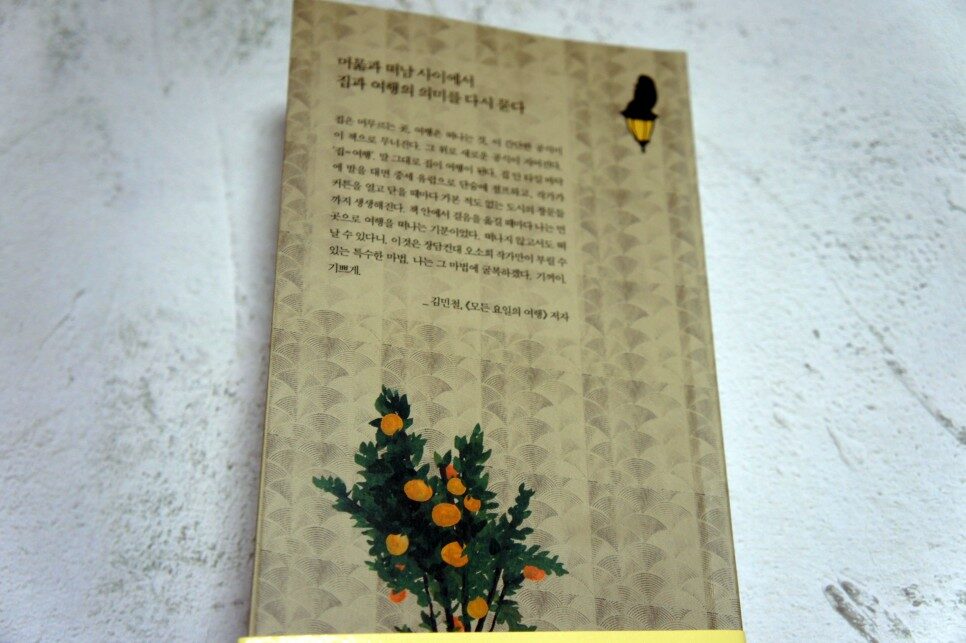 머묾과 떠남 사이에서
집과 여행의 의미를 다시 묻다
집은 머무르는 곳, 여행은 떠나는 것, 이 간단한 공식이
이 책으로 무너진다. 그 위로 새로운 공식이 자리한다.
'집=여행'. 말 그대로 집이 여행이 된다. 집 안 타일 바닥
에 발을 대면 중세 유럽으로 단숨에 점프하고, 작가가
커튼을 열고 닫을 때마다 가본 적도 없는 도시의 창문들
까지 생생해진다. 책 안에서 걸음을 옮길 때마다 나는 먼
곳으로 여행을 떠나는 기분이었다. 떠나지 않고서도 떠
날 수 있다니, 이것은 장담컨대 오소희 작가만이 부릴 수
있는 특수한 마법. 나는 그 마법에 굴복하겠다. 기꺼이,
기쁘게.
_ 김민철, 《모든 요일의 여행》 저자